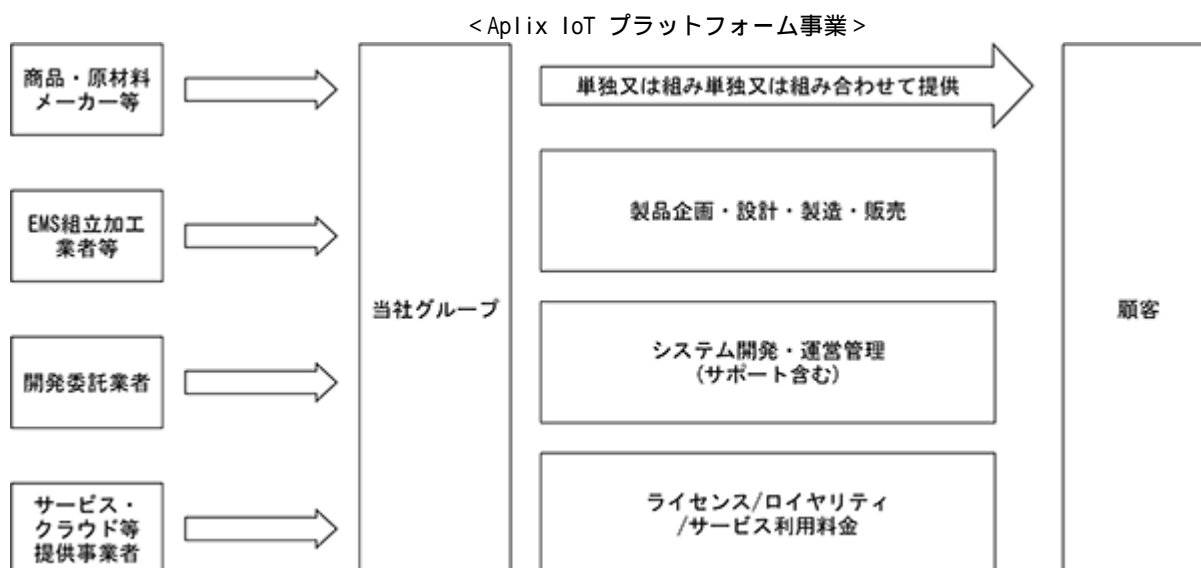 <Aplix IoT プラットフォーム事業>
商品・原材料
メーカー等
単独又は組み単独又は組み合わせて提供
EMS組立加工
業者等
製品企画・設計・製造・販売
当社グループ
顧客
開発委託業者
システム開発・運営管理
(サポート含む)
サービス・
クラウド等
提供事業者
ライセンス/ロイヤリティ
/サービス利用料金